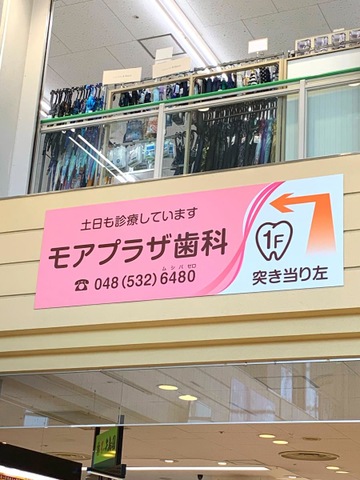 土日も診療しています
モアプラザ歯科
ムシバゼロ
☎ 048(532)6480
1F
突き当り左